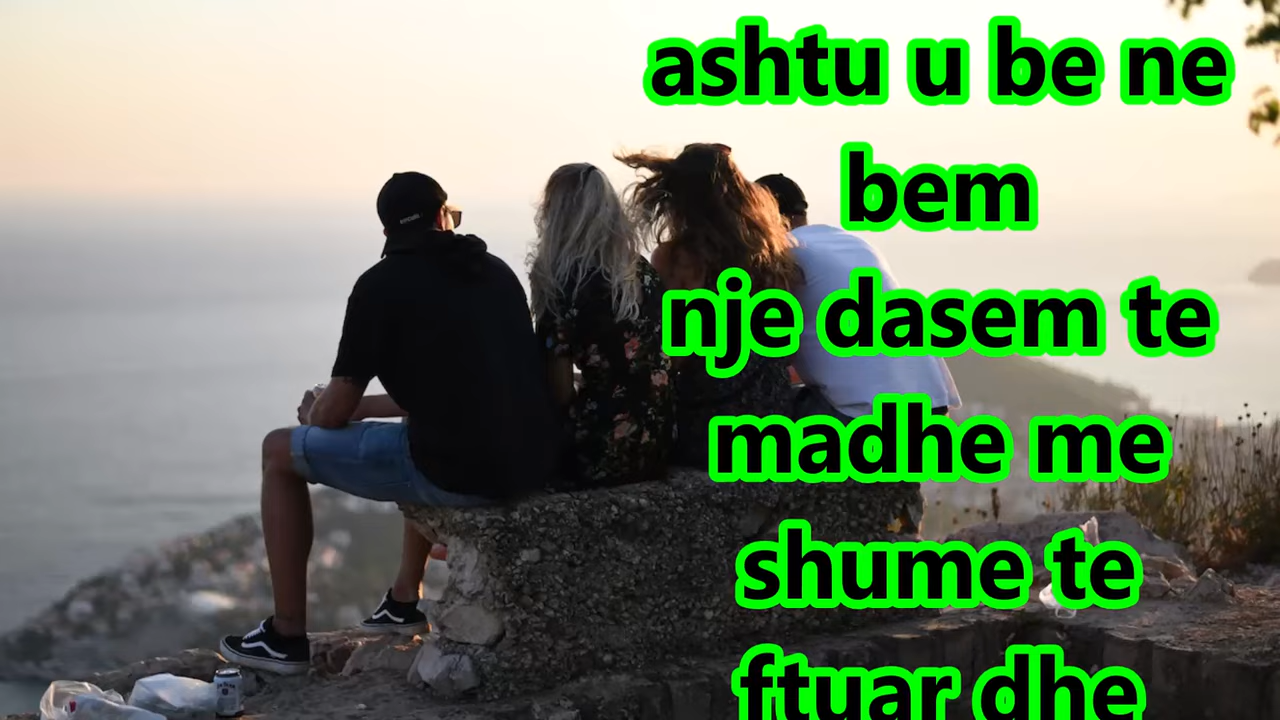 ashtu u be ne
bem
nje dasem te
madhe me
shume te
ftuar dhe